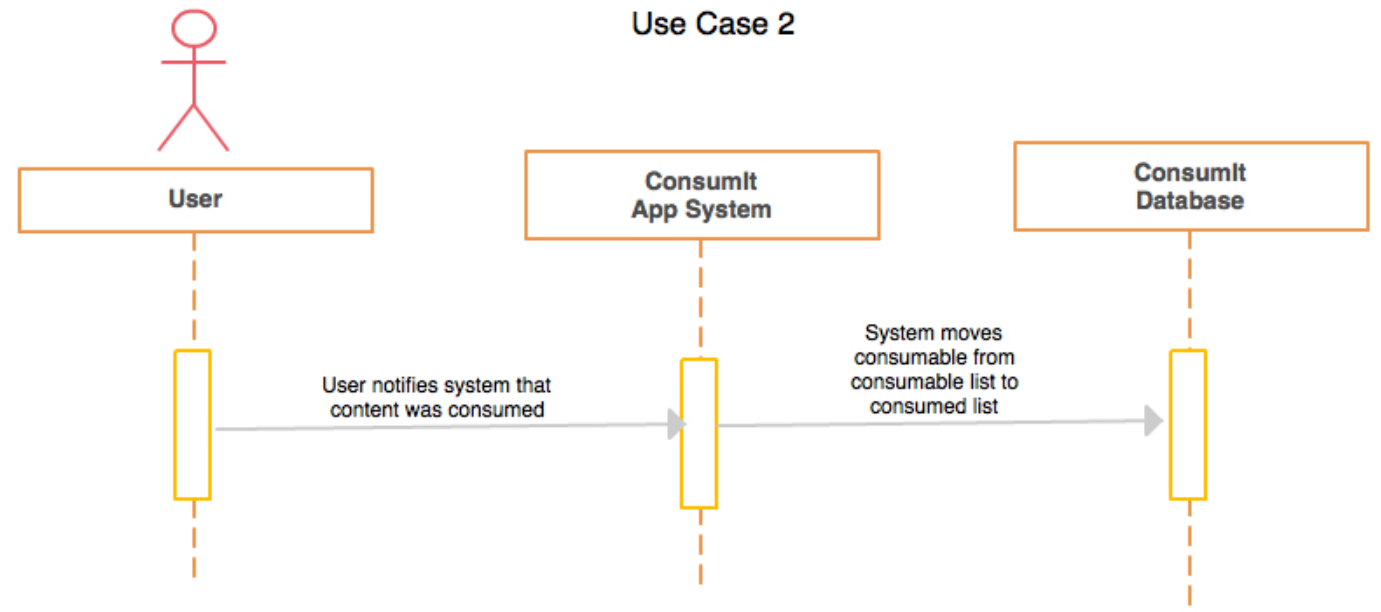 Use Case 2
User
ConsumIt
App System
ConsumIt
Database
User notifies system that
content was consumed
System moves
consumable from
consumable list to
consumed list